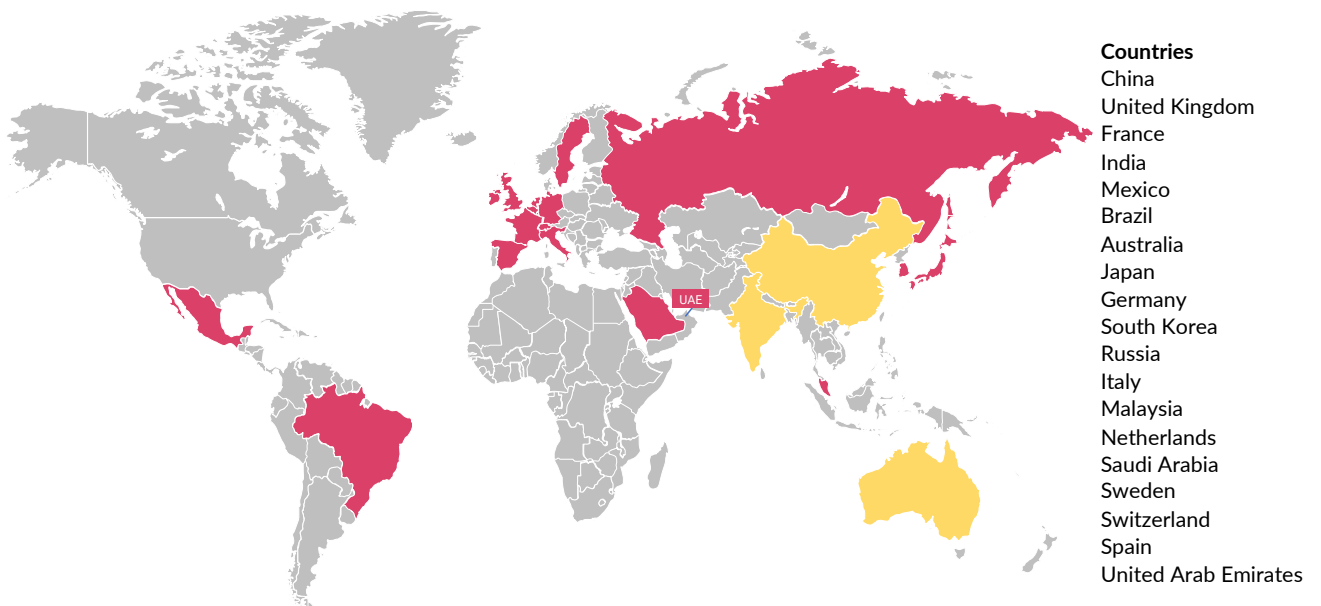 UAE
Countries
China
United Kingdom
France
India
Mexico
Brazil
Australia
Japan
Germany
South Korea
Russia
Italy
Malaysia
Netherlands
Saudi Arabia
Sweden
Switzerland
Spain
United Arab Emirates